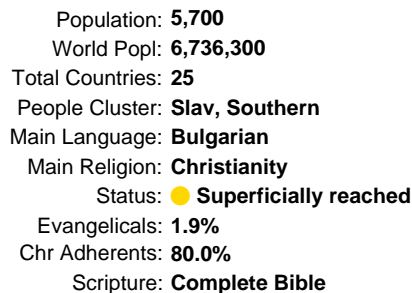 Population: 5,700
World Popl: 6,736,300
Total Countries: 25
People Cluster: Slav, Southern
Main Language: Bulgarian
Main Religion: Christianity
Status: Superficially reached
Evangelicals: 1.9%
Chr Adherents: 80.0%
Scripture: Complete Bible